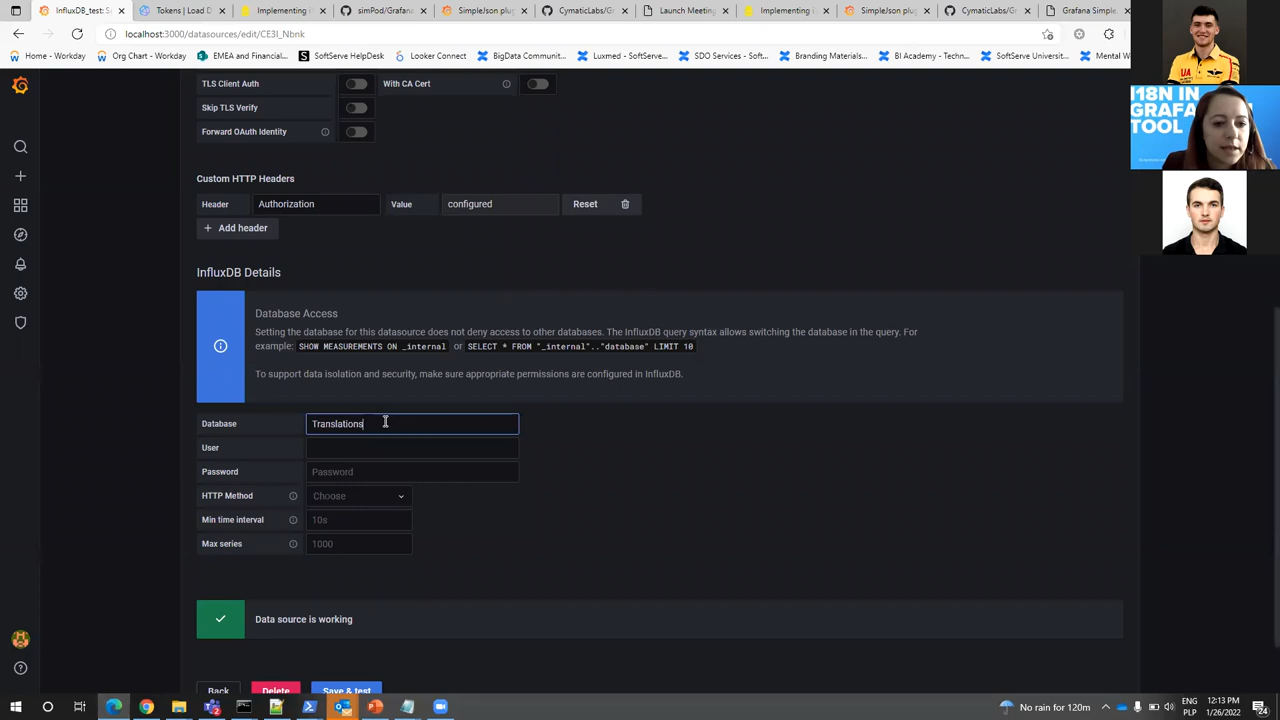 InfluxDB_test: S
Tokens | Load D
Implementing i
simPod/Grafana
SimpleJson plug
CymaticLabs/Gr
Launch Meeting
Implementing i
SimpleJson plug
CymaticLabs/Gr
Grafana Simple
localhost:3000/datasources/edit/CE3I_Nbnk
Home - Workday
Org Chart - Workday
EMEA and Financial...
SoftServe HelpDesk
Looker Connect
BigData Communit...
Luxmed - SoftServe...
SDO Services - Soft...
Branding Materials...
BI Academy - Techn...
SoftServe Universit...
Mental W
TLS Client Auth
With CA Cert
Skip TLS Verify
Forward OAuth Identity
Custom HTTP Headers
Header Authorization Value configured Reset
+ Add header
InfluxDB Details
Database Access
Setting the database for this datasource does not deny access to other databases. The InfluxDB query syntax allows switching the database in the query. For
example: SHOW MEASUREMENTS ON _internal or SELECT * FROM "_internal".."database" LIMIT 10
To support data isolation and security, make sure appropriate permissions are configured in InfluxDB.
Database Translations
User
Password Password
HTTP Method Choose
Min time interval 10s
Max series 1000
Data source is working
Back Delete Save & test
UA
I18N IN
GRAFA
TOOL
No rain for 120m
ENG
PLP
12:13 PM
1/26/2022
24